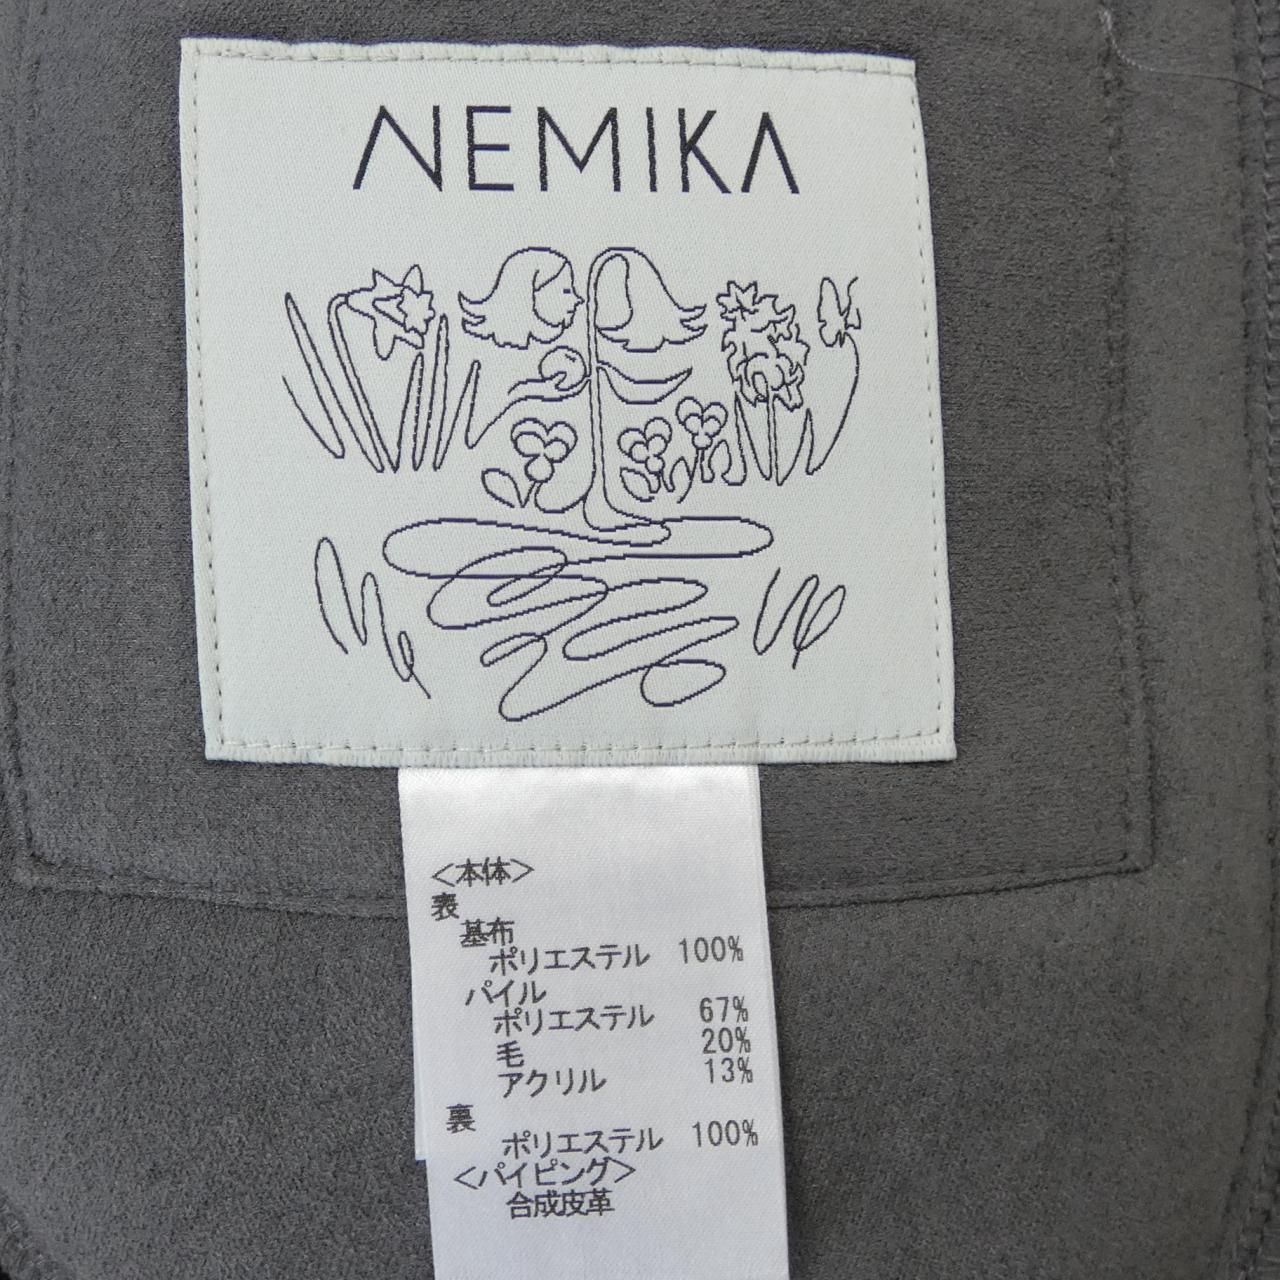 NEMIKA
<本体>
表
基布
ポリエステル 100%
パイル
ポリエステル 67%
毛 20%
アクリル 13%
裏
ポリエステル 100%
<パイピング>
合成皮革